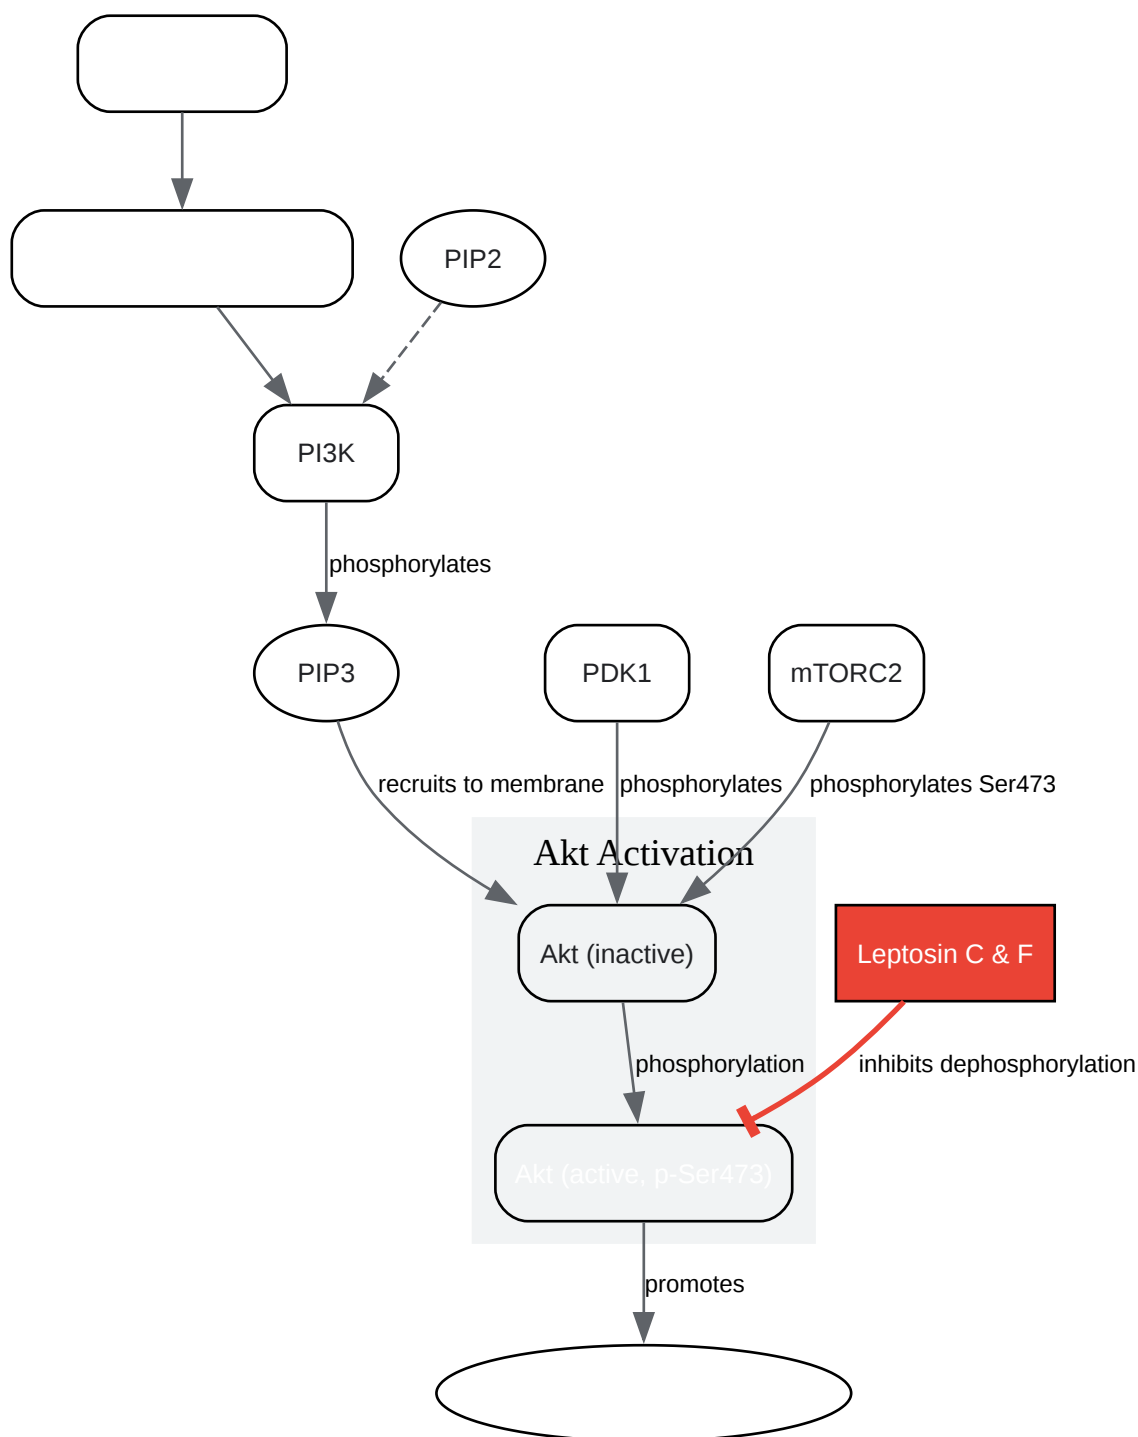 PIP2
PI3K
phosphorylates
PIP3
PDK1
mTORC2
recruits to membrane
phosphorylates
phosphorylates Ser473
Akt Activation
Akt (inactive)
Leptosin C & F
phosphorylation
inhibits dephosphorylation
Akt (active, p-Ser473)
promotes